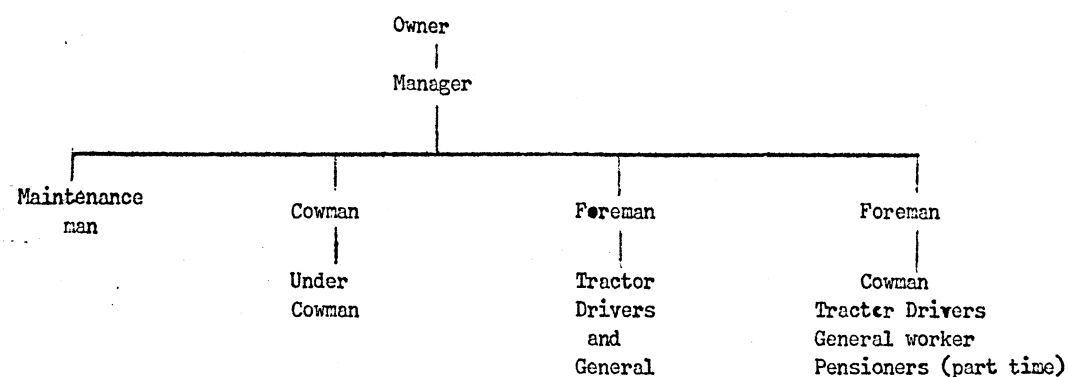 Owner
Manager
Maintenance
man
Cowman
Foreman
Foreman
Under
Cowman
Tractor
Drivers
and
General
Cowman
Tractor Drivers
General worker
Pensioners (part time)